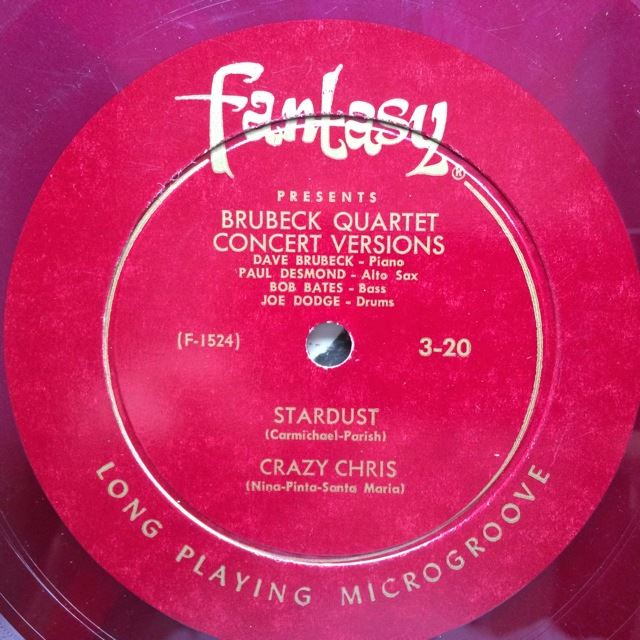 Fantasy®
PRESENTS
BRUBECK QUARTET
CONCERT VERSIONS
DAVE BRUBECK - Piano
PAUL DESMOND - Alto Sax
BOB BATES - Bass
JOE DODGE - Drums
(F-1524) 3-20
STARDUST
(Carmichael-Parish)
CRAZY CHRIS
(Nina-Pinta-Santa Maria)
LONG PLAYING MICROGROOVE